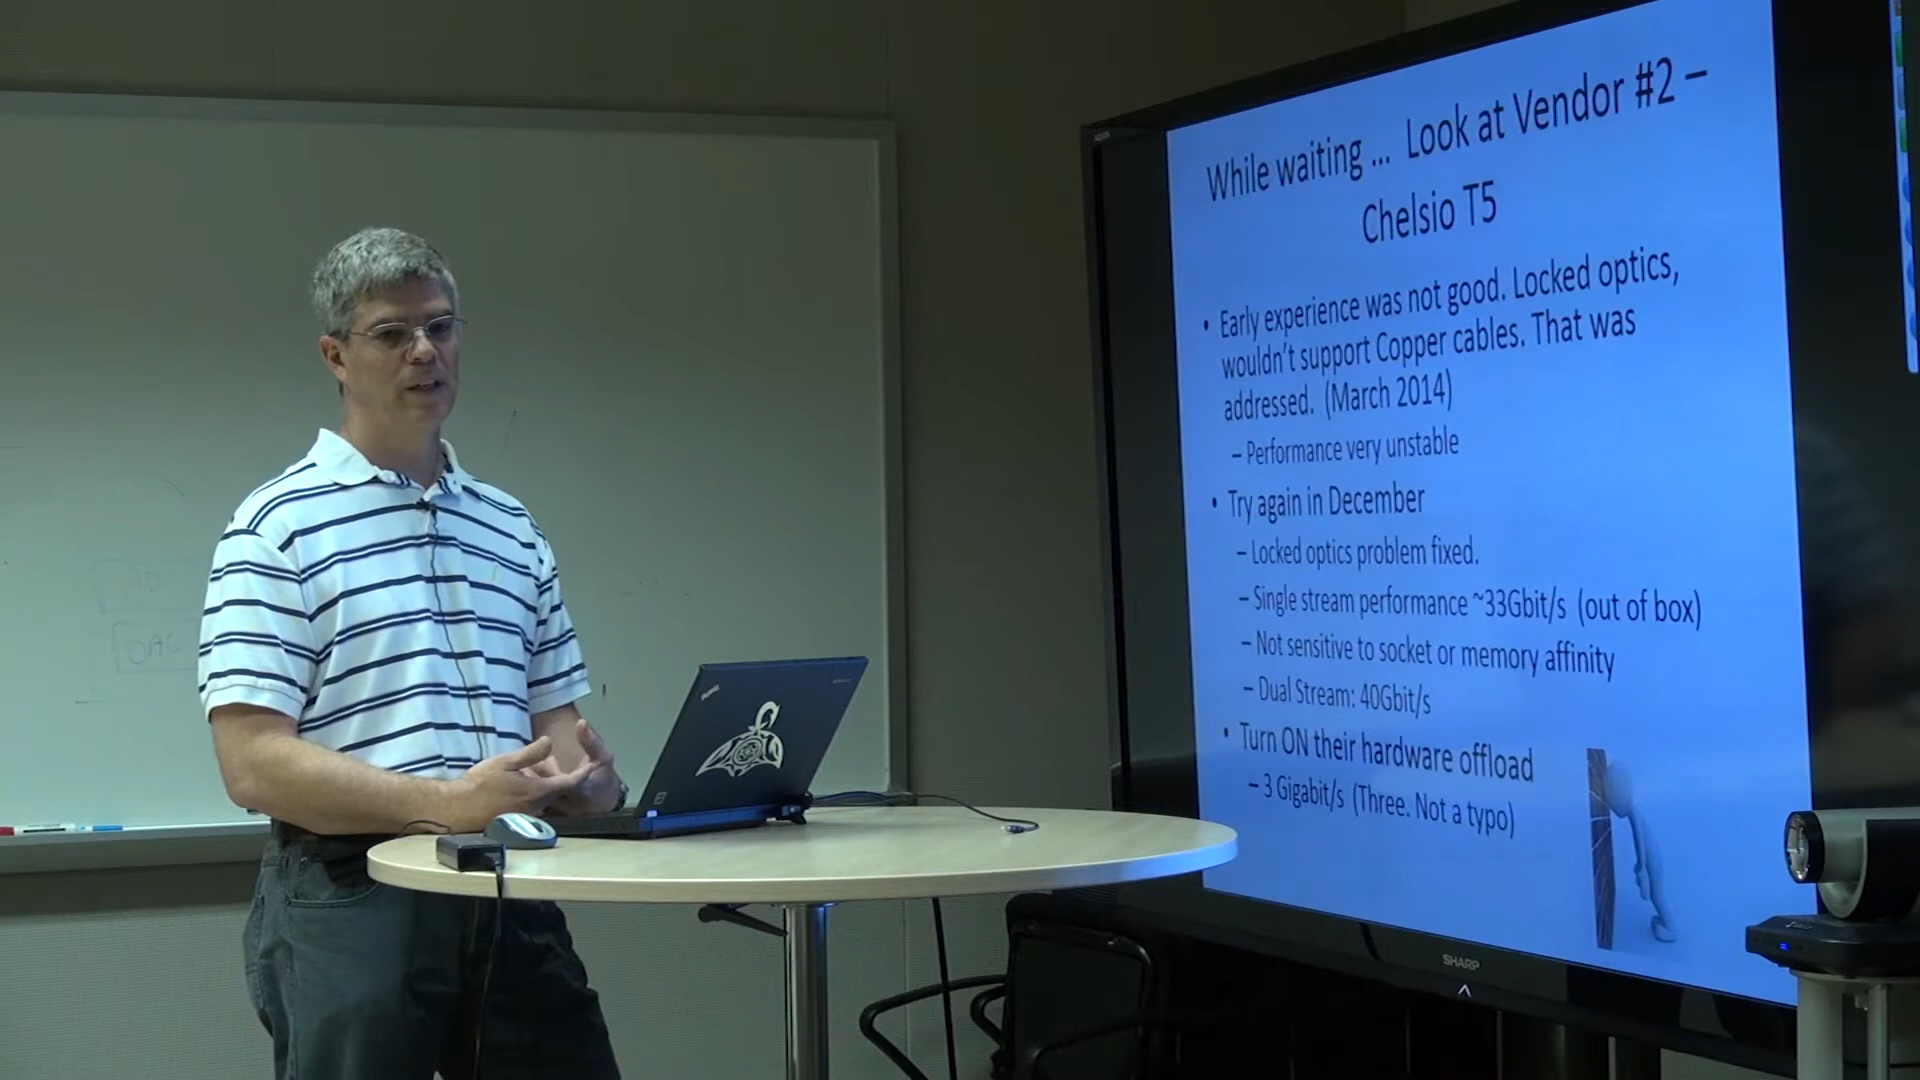 While waiting ... Look at Vendor #2 –
Chelsio T5
• Early experience was not good. Locked optics,
wouldn't support Copper cables. That was
addressed. (March 2014)
– Performance very unstable
• Try again in December
– Locked optics problem fixed.
– Single stream performance ~33Gbit/s (out of box)
– Not sensitive to socket or memory affinity
– Dual Stream: 40Gbit/s
• Turn ON their hardware offload
– 3 Gigabit/s (Three. Not a typo)
SHARP
ThinkPad